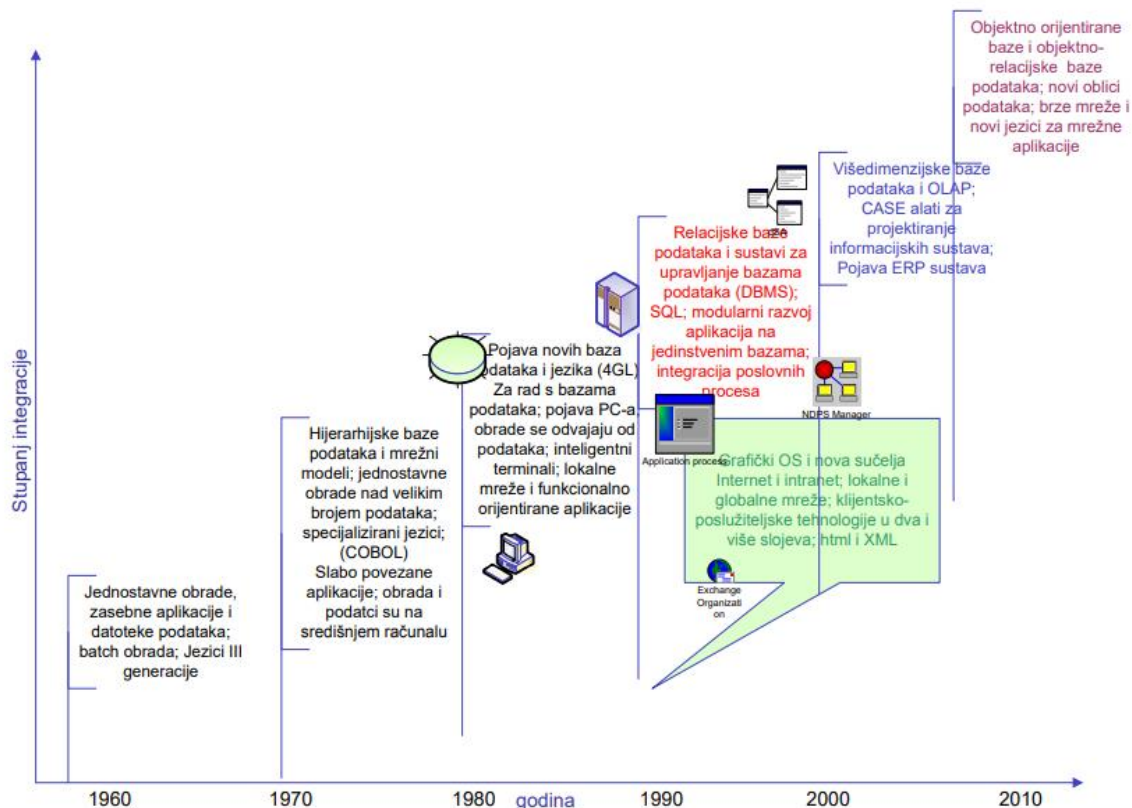 Stupanj integracije
Objektno orijentirane
baze i objektno-
relacijske baze
podataka; novi oblici
podataka; brze mreže i
novi jezici za mrežne
aplikacije
Višedimenzijske baze
podataka i OLAP;
CASE alati za
projektiranje
informacijskih sustava;
Pojava ERP sustava
Relacijske baze
podataka i sustavi za
upravljanje bazama
podataka (DBMS);
SQL; modularni razvoj
aplikacija na
jedinstvenim bazama;
integracija poslovnih
procesa
NDPS Manager
Application process
Grafički OS i nova sučelja
Internet i intranet; lokalne i
globalne mreže; klijentsko-
poslužiteljske tehnologije u dva i
više slojeva; html i XML
Exchange
Organizati
on
Pojava novih baza
podataka i jezika (4GL)
Za rad s bazama
podataka; pojava PC-a,
obrade se odvajaju od
podataka; inteligentni
terminali; lokalne
mreže i funkcionalno
orijentirane aplikacije
Hijerarhijske baze
podataka i mrežni
modeli; jednostavne
obrade nad velikim
brojem podataka;
specijalizirani jezici;
(COBOL)
Slabo povezane
aplikacije; obrada i
podatci su na
središnjem računalu
Jednostavne obrade,
zasebne aplikacije i
datoteke podataka;
batch obrada; Jezici III
generacije
1960 1970 1980 godina 1990 2000 2010